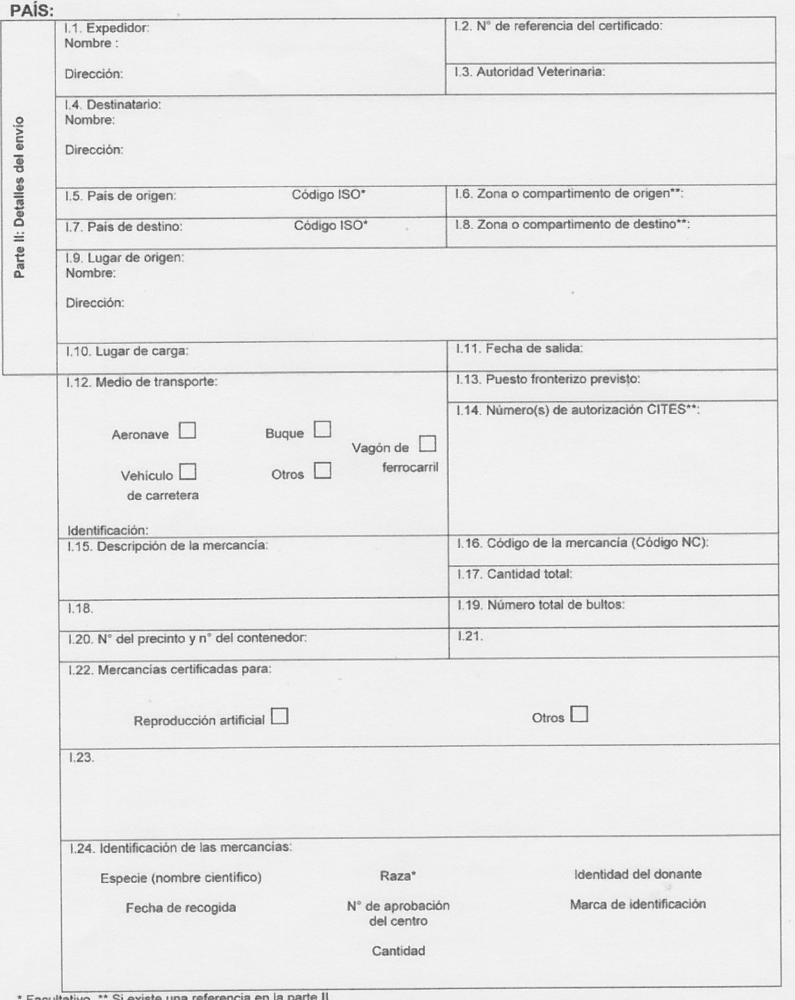 PAÍS:
Parte II: Detalles del envío
I.1. Expedidor:
Nombre :
Dirección:
I.2. N° de referencia del certificado:
I.3. Autoridad Veterinaria:
I.4. Destinatario:
Nombre:
Dirección:
I.5. País de origen: Código ISO*
I.6. Zona o compartimento de origen**:
I.7. País de destino: Código ISO*
I.8. Zona o compartimento de destino**:
I.9. Lugar de origen:
Nombre:
Dirección:
I.10. Lugar de carga:
I.11. Fecha de salida:
I.12. Medio de transporte:
Aeronave Buque
Vagón de
ferrocarril
Vehículo Otros
de carretera
Identificación:
I.13. Puesto fronterizo previsto:
I.14. Número(s) de autorización CITES**:
I.15. Descripción de la mercancía:
I.16. Código de la mercancía (Código NC):
I.17. Cantidad total:
I.18.
I.19. Número total de bultos:
I.20. N° del precinto y n° del contenedor:
I.21.
I.22. Mercancías certificadas para:
Reproducción artificial Otros
I.23.
I.24. Identificación de las mercancías:
Especie (nombre científico) Raza* Identidad del donante
Fecha de recogida N° de aprobación Marca de identificación
del centro
Cantidad
* Facultativo. ** Si existe una referencia en la parte II